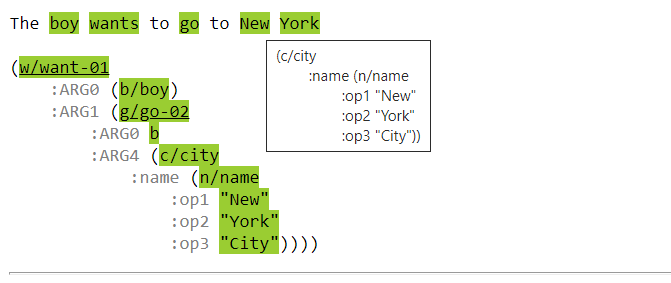 The boy wants to go to New York
(w/want-01
:ARG0 (b/boy)
:ARG1 (g/go-02
:ARG0 b
:ARG4 (c/city
:name (n/name
:op1 "New"
:op2 "York"
:op3 "City"))))
(c/city
:name (n/name
:op1 "New"
:op2 "York"
:op3 "City"))